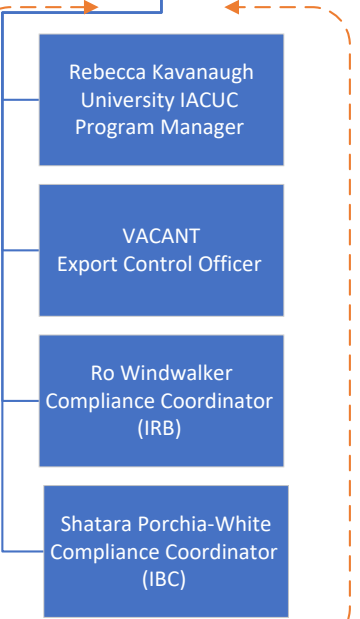 Rebecca Kavanaugh
University IACUC
Program Manager
VACANT
Export Control Officer
Ro Windwalker
Compliance Coordinator
(IRB)
Shatara Porchia-White
Compliance Coordinator
(IBC)